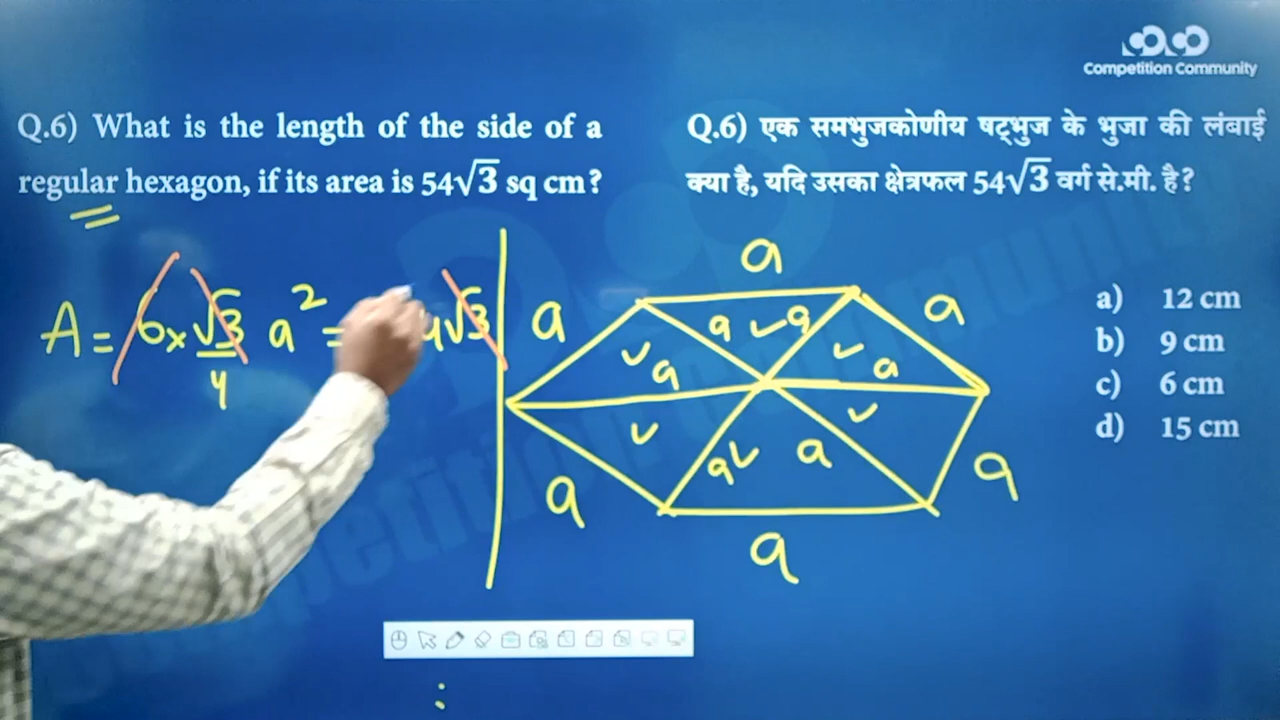 Competition Community
Q.6) What is the length of the side of a
regular hexagon, if its area is 54√3 sq cm?
Q.6) एक समभुजकोणीय षट्भुज के भुजा की लंबाई
क्या है, यदि उसका क्षेत्रफल 54√3 वर्ग से.मी. है?
a) 12 cm
b) 9 cm
c) 6 cm
d) 15 cm
A = 6 × √3/4 a² = 4√3
a
a
a
a
a
a
a
a
a
a
a
a